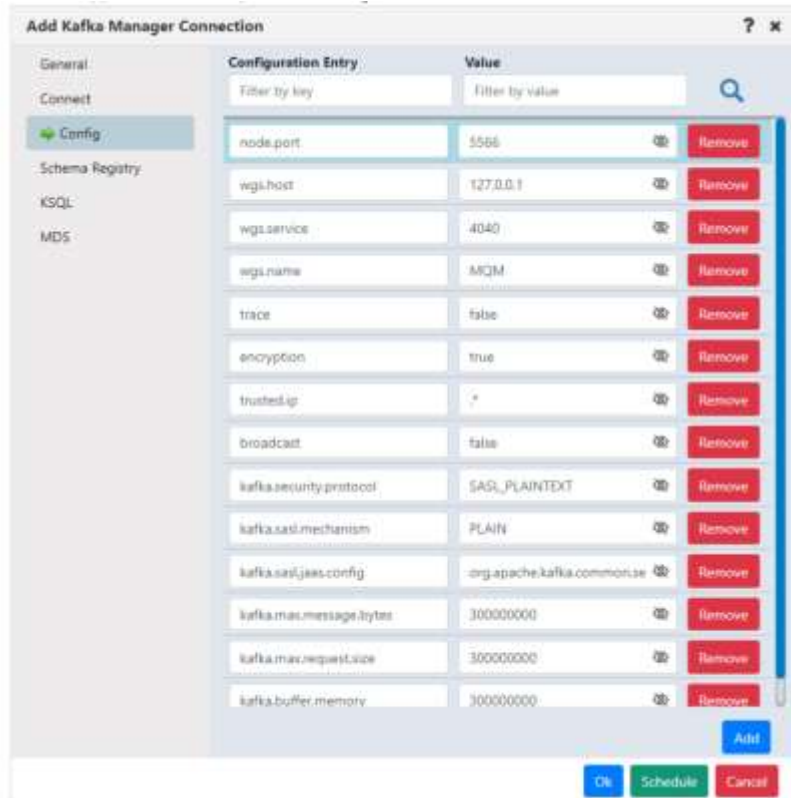 Add Kafka Manager Connection ? ×
General
Connect
Config
Schema Registry
KSQL
MDS
Configuration Entry Value
Filter by key Filter by value
node.port 5566 Remove
wgs.host 127.0.0.1 Remove
wgs.service 4040 Remove
wgs.name MQM Remove
trace false Remove
encryption true Remove
trusted.ip .* Remove
broadcast false Remove
kafka.security.protocol SASL_PLAINTEXT Remove
kafka.sasl.mechanism PLAIN Remove
kafka.sasl.jaas.config org.apache.kafka.common.se Remove
kafka.max.message.bytes 300000000 Remove
kafka.max.request.size 300000000 Remove
kafka.buffer.memory 300000000 Remove
Add
Ok Schedule Cancel